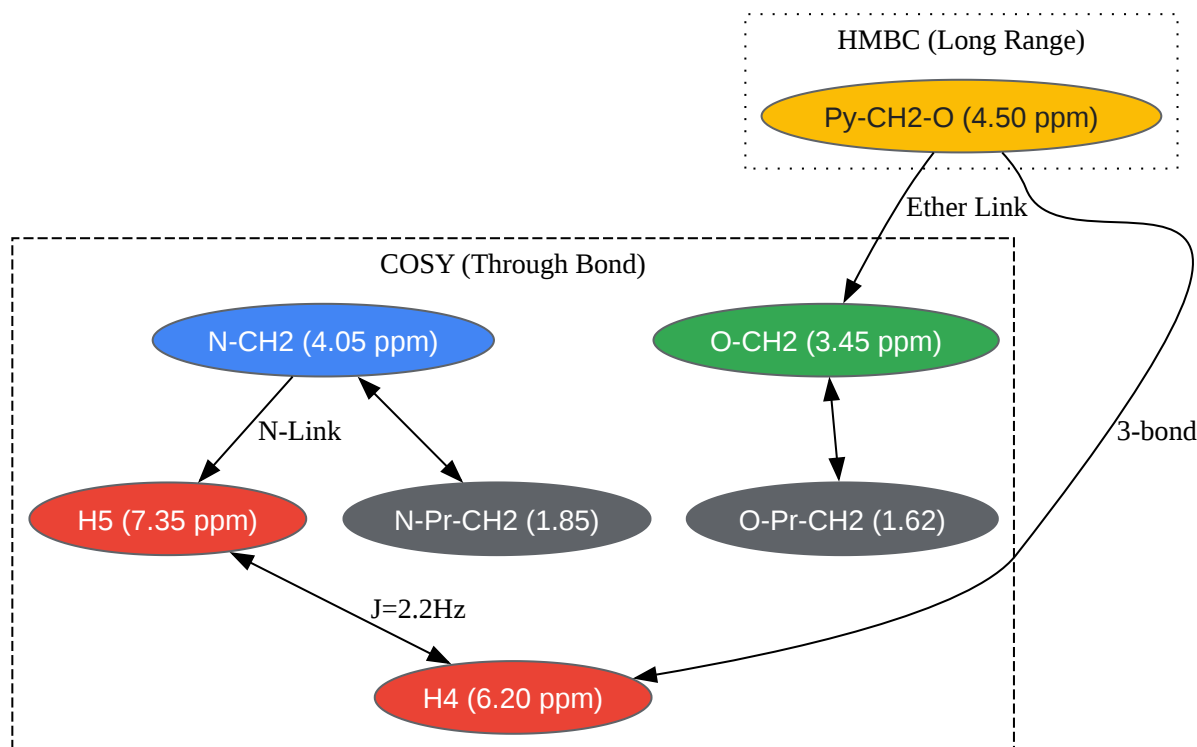 HMBC (Long Range)
Py-CH2-O (4.50 ppm)
Ether Link
COSY (Through Bond)
N-CH2 (4.05 ppm)
O-CH2 (3.45 ppm)
N-Link
3-bond
H5 (7.35 ppm)
N-Pr-CH2 (1.85)
O-Pr-CH2 (1.62)
J=2.2Hz
H4 (6.20 ppm)